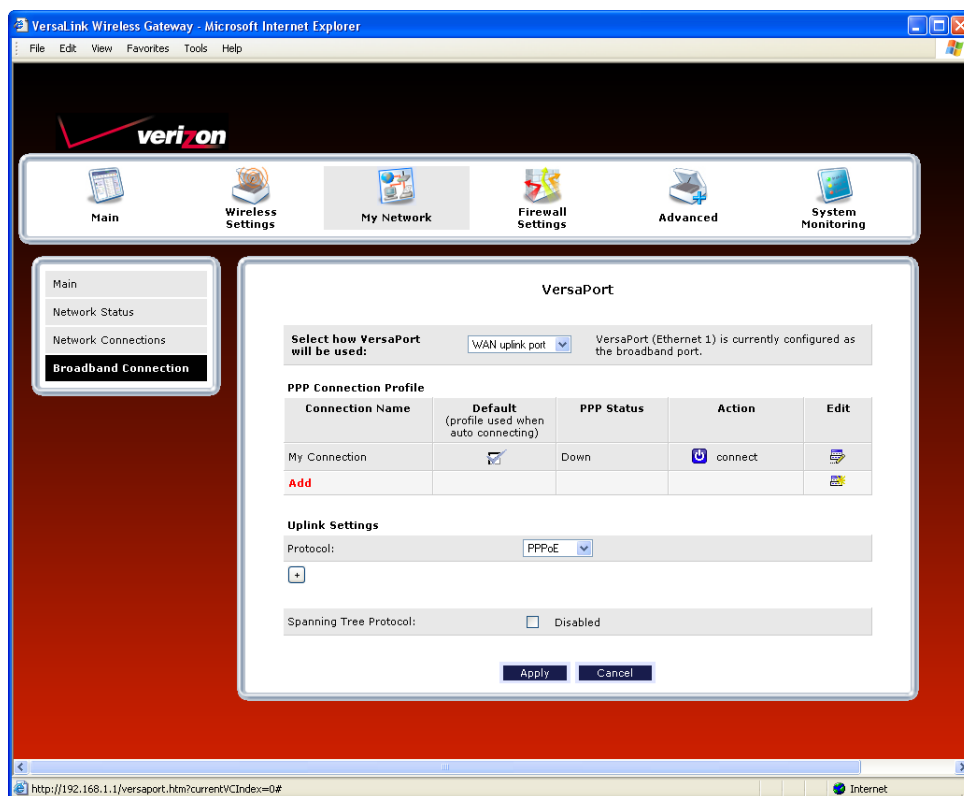 VersaLink Wireless Gateway - Microsoft Internet Explorer
File Edit View Favorites Tools Help
verizon
Main
Wireless
Settings
My Network
Firewall
Settings
Advanced
System
Monitoring
Main
Network Status
Network Connections
Broadband Connection
VersaPort
Select how VersaPort
will be used:
WAN uplink port
VersaPort (Ethernet 1) is currently configured as
the broadband port.
PPP Connection Profile
Connection Name
Default
(profile used when
auto connecting)
PPP Status
Action
Edit
My Connection
Down
connect
Add
Uplink Settings
Protocol:
PPPoE
+
Spanning Tree Protocol:
Disabled
Apply
Cancel
http://192.168.1.1/versaport.htm?currentVCIndex=0#
Internet